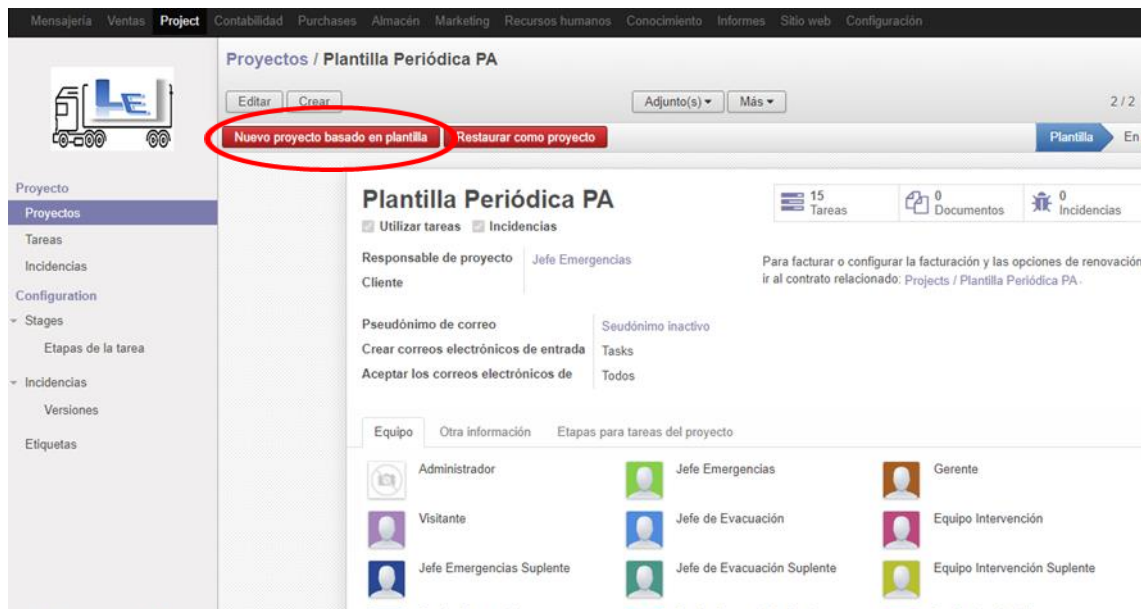 Mensajería Ventas Project Contabilidad Purchases Almacén Marketing Recursos humanos Conocimiento Informes Sitio web Configuración
LEJ
Proyectos / Plantilla Periódica PA
Editar Crear Adjunto(s) Más 2 / 2
Nuevo proyecto basado en plantilla Restaurar como proyecto Plantilla En
Proyecto
Proyectos
Tareas
Incidencias
Configuration
Stages
Etapas de la tarea
Incidencias
Versiones
Etiquetas
Plantilla Periódica PA
15 Tareas
0 Documentos
0 Incidencias
Utilizar tareas Incidencias
Responsable de proyecto Jefe Emergencias
Cliente
Para facturar o configurar la facturación y las opciones de renovación
ir al contrato relacionado: Projects / Plantilla Periódica PA.
Pseudónimo de correo Seudónimo inactivo
Crear correos electrónicos de entrada Tasks
Aceptar los correos electrónicos de Todos
Equipo Otra información Etapas para tareas del proyecto
Administrador Jefe Emergencias Gerente
Visitante Jefe de Evacuación Equipo Intervención
Jefe Emergencias Suplente Jefe de Evacuación Suplente Equipo Intervención Suplente